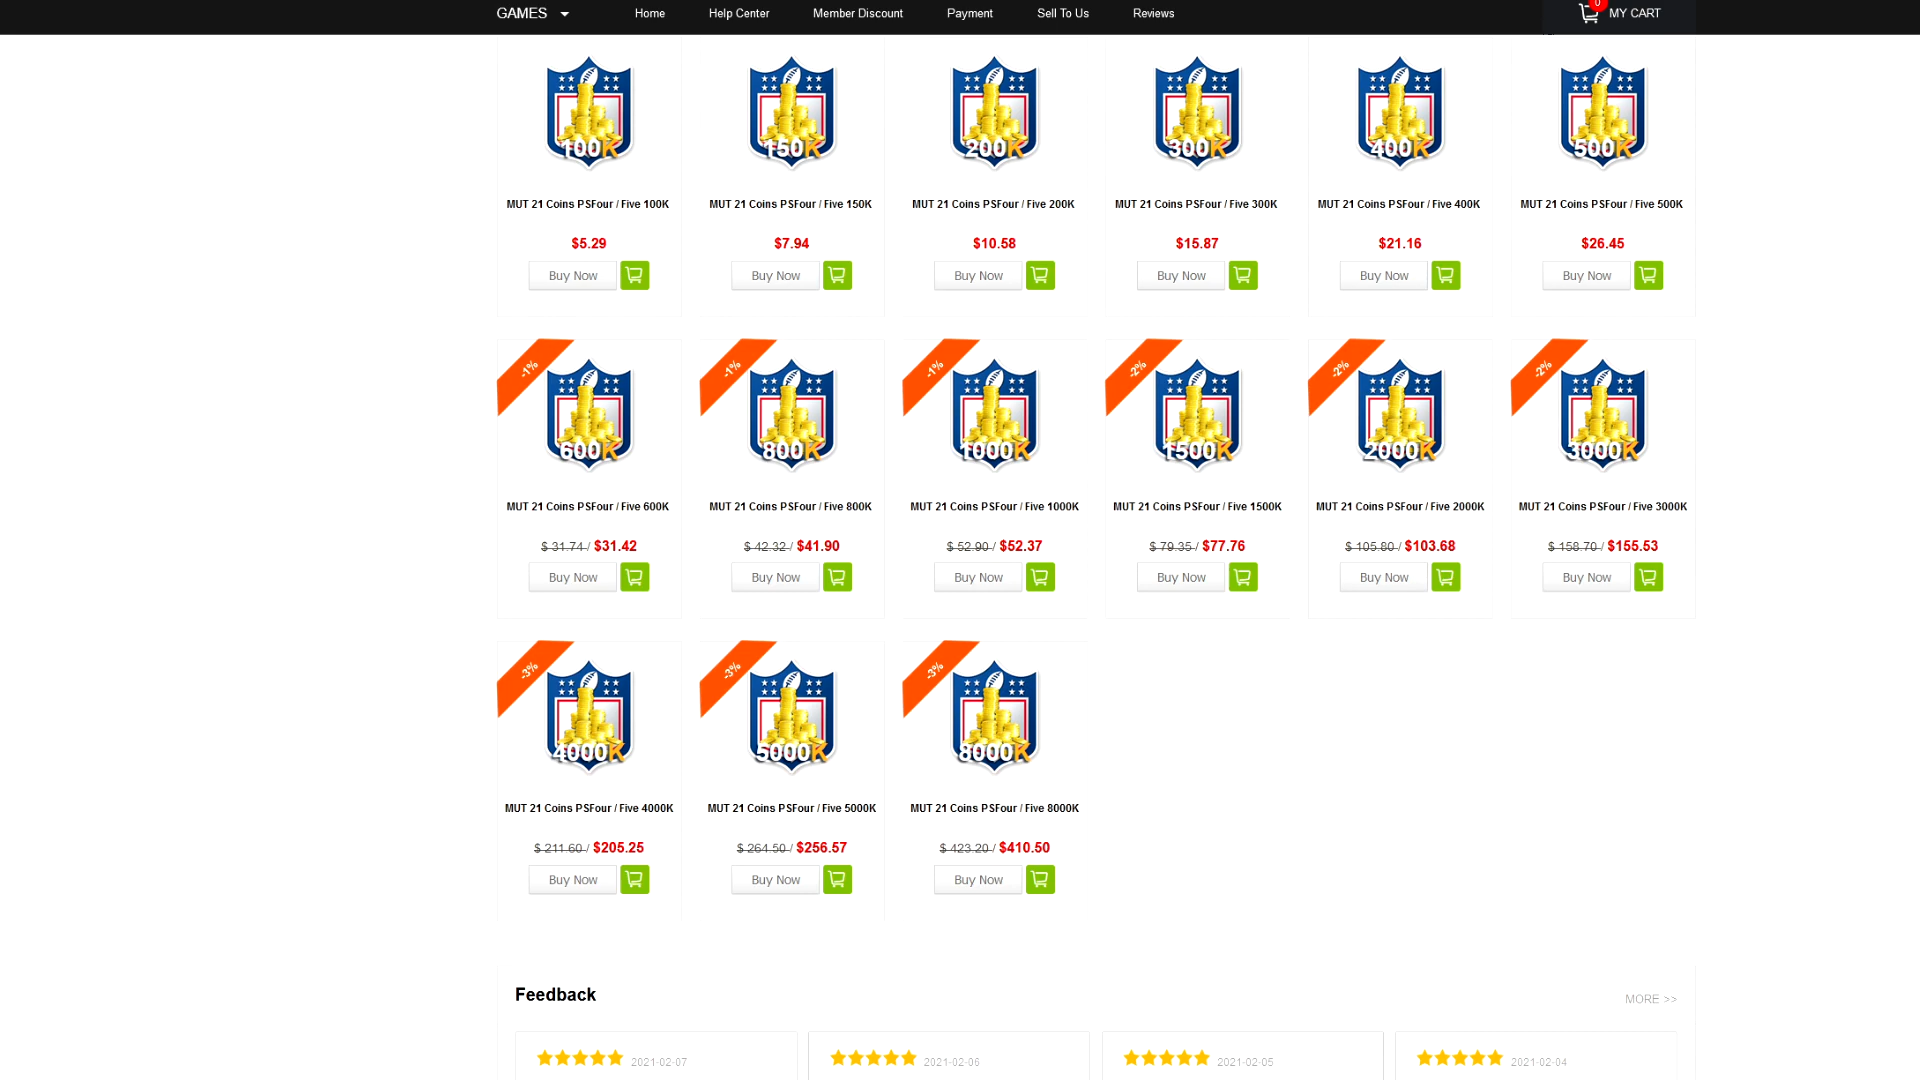 GAMES Home Help Center Member Discount Payment Sell To Us Reviews 0 MY CART
100K 150K 200K 300K 400K 500K
MUT 21 Coins PSFour / Five 100K MUT 21 Coins PSFour / Five 150K MUT 21 Coins PSFour / Five 200K MUT 21 Coins PSFour / Five 300K MUT 21 Coins PSFour / Five 400K MUT 21 Coins PSFour / Five 500K
$5.29 $7.94 $10.58 $15.87 $21.16 $26.45
Buy Now Buy Now Buy Now Buy Now Buy Now Buy Now
-1% -1% -1% -2% -2% -2%
600K 800K 1000K 1500K 2000K 3000K
MUT 21 Coins PSFour / Five 600K MUT 21 Coins PSFour / Five 800K MUT 21 Coins PSFour / Five 1000K MUT 21 Coins PSFour / Five 1500K MUT 21 Coins PSFour / Five 2000K MUT 21 Coins PSFour / Five 3000K
$ 31.74 / $31.42 $ 42.32 / $41.90 $ 52.90 / $52.37 $ 79.35 / $77.76 $ 105.80 / $103.68 $ 158.70 / $155.53
Buy Now Buy Now Buy Now Buy Now Buy Now Buy Now
-3% -3% -3%
4000K 5000K 8000K
MUT 21 Coins PSFour / Five 4000K MUT 21 Coins PSFour / Five 5000K MUT 21 Coins PSFour / Five 8000K
$ 211.60 / $205.25 $ 264.50 / $256.57 $ 423.20 / $410.50
Buy Now Buy Now Buy Now
Feedback MORE >>
2021-02-07 2021-02-06 2021-02-05 2021-02-04